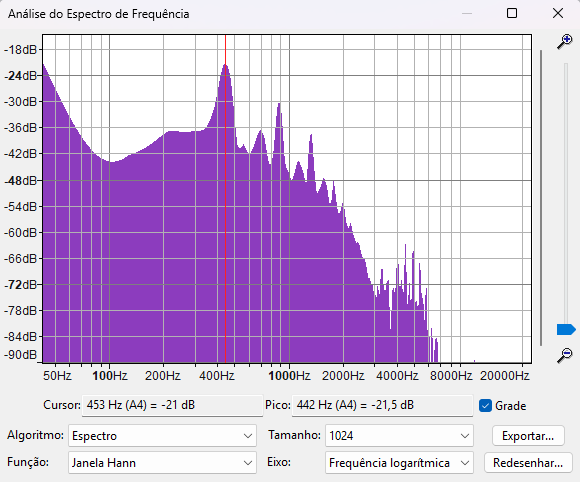 Análise do Espectro de Frequência
-18dB
-24dB
-30dB
-36dB
-42dB
-48dB
-54dB
-60dB
-66dB
-72dB
-78dB
-84dB
-90dB
50Hz 100Hz 200Hz 400Hz 1000Hz 2000Hz 4000Hz 8000Hz 20000Hz
Cursor: 453 Hz (A4) = -21 dB Pico: 442 Hz (A4) = -21,5 dB Grade
Algoritmo: Espectro Tamanho: 1024 Exportar...
Função: Janela Hann Eixo: Frequência logarítmica Redesenhar...